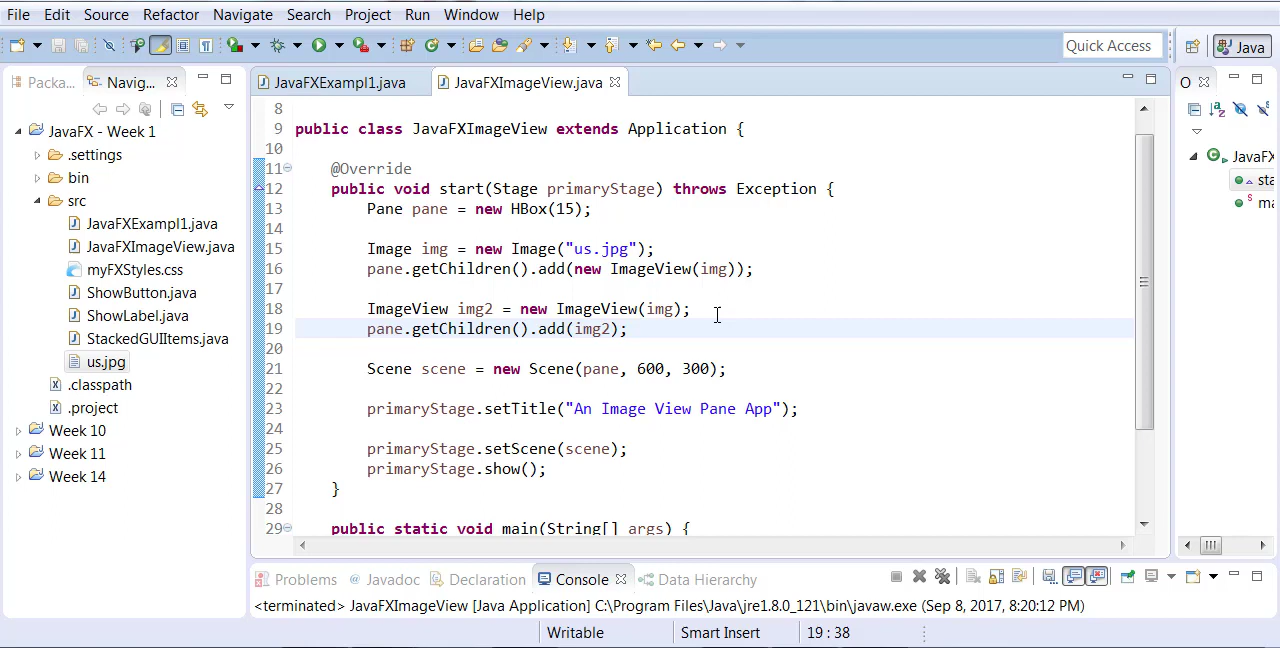 File Edit Source Refactor Navigate Search Project Run Window Help
Quick Access
Java
Packa... Navig...
JavaFX - Week 1
.settings
bin
src
JavaFXExampl1.java
JavaFXImageView.java
myFXStyles.css
ShowButton.java
ShowLabel.java
StackedGUIItems.java
us.jpg
.classpath
.project
Week 10
Week 11
Week 14
JavaFXExampl1.java JavaFXImageView.java
8
9 public class JavaFXImageView extends Application {
10
11 @Override
12 public void start(Stage primaryStage) throws Exception {
13 Pane pane = new HBox(15);
14
15 Image img = new Image("us.jpg");
16 pane.getChildren().add(new ImageView(img));
17
18 ImageView img2 = new ImageView(img);
19 pane.getChildren().add(img2);
20
21 Scene scene = new Scene(pane, 600, 300);
22
23 primaryStage.setTitle("An Image View Pane App");
24
25 primaryStage.setScene(scene);
26 primaryStage.show();
27 }
28
29 public static void main(String[] args) {
O
JavaFX
sta
ma
Problems @ Javadoc Declaration Console Data Hierarchy
<terminated> JavaFXImageView [Java Application] C:\Program Files\Java\jre1.8.0_121\bin\javaw.exe (Sep 8, 2017, 8:20:12 PM)
Writable Smart Insert 19 : 38